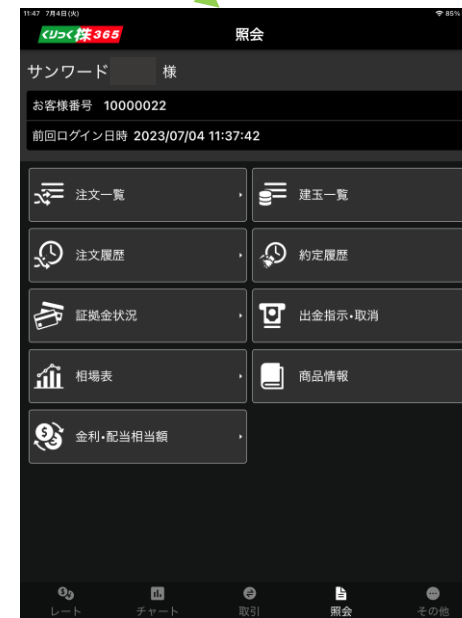 11:47 7月4日(火) 85%
くりっく株365 照会
サンワード 様
お客様番号 10000022
前回ログイン日時 2023/07/04 11:37:42
注文一覧 建玉一覧
注文履歴 約定履歴
証拠金状況 出金指示・取消
相場表 商品情報
金利・配当相当額
レート チャート 取引 照会 その他